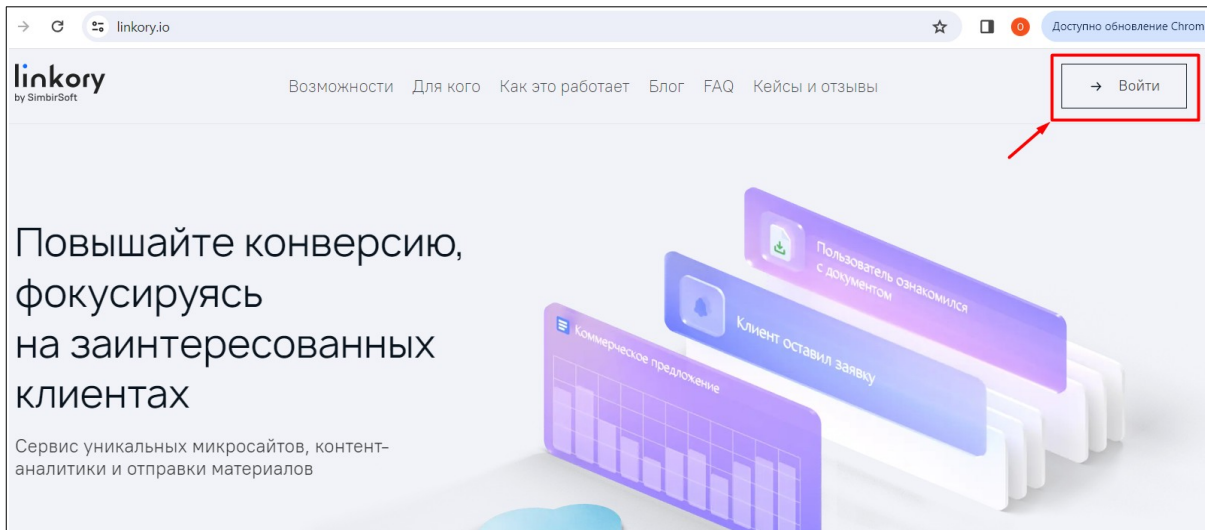 linkory.io
О
Доступно обновление Chrom
linkory
by SimbirSoft
Возможности Для кого Как это работает Блог FAQ Кейсы и отзывы
→ Войти
Повышайте конверсию,
фокусируясь
на заинтересованных
клиентах
Сервис уникальных микросайтов, контент-
аналитики и отправки материалов
Пользователь ознакомился
с документом
Клиент оставил заявку
Коммерческое предложение